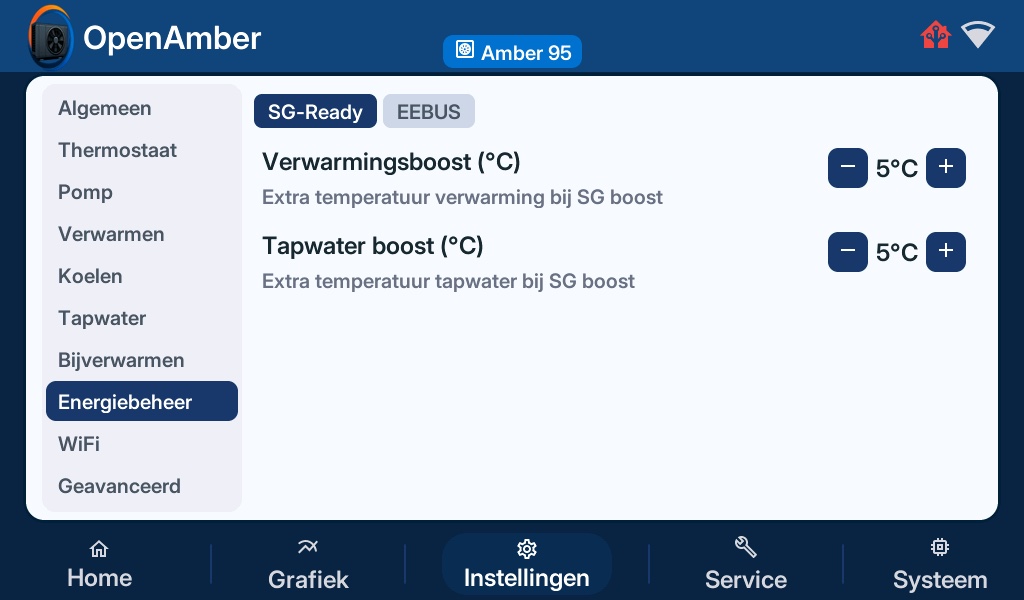 OpenAmber
Amber 95
Algemeen
Thermostaat
Pomp
Verwarmen
Koelen
Tapwater
Bijverwarmen
Energiebeheer
WiFi
Geavanceerd
SG-Ready EEBUS
Verwarmingsboost (°C)
Extra temperatuur verwarming bij SG boost
− 5°C +
Tapwater boost (°C)
Extra temperatuur tapwater bij SG boost
− 5°C +
Home Grafiek Instellingen Service Systeem